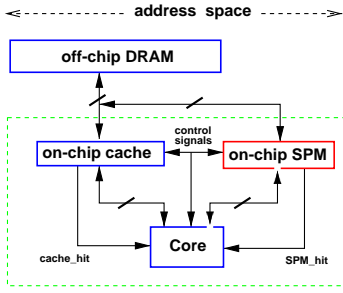 address space
off-chip DRAM
control
signals
on-chip cache
on-chip SPM
Core
cache_hit
SPM_hit